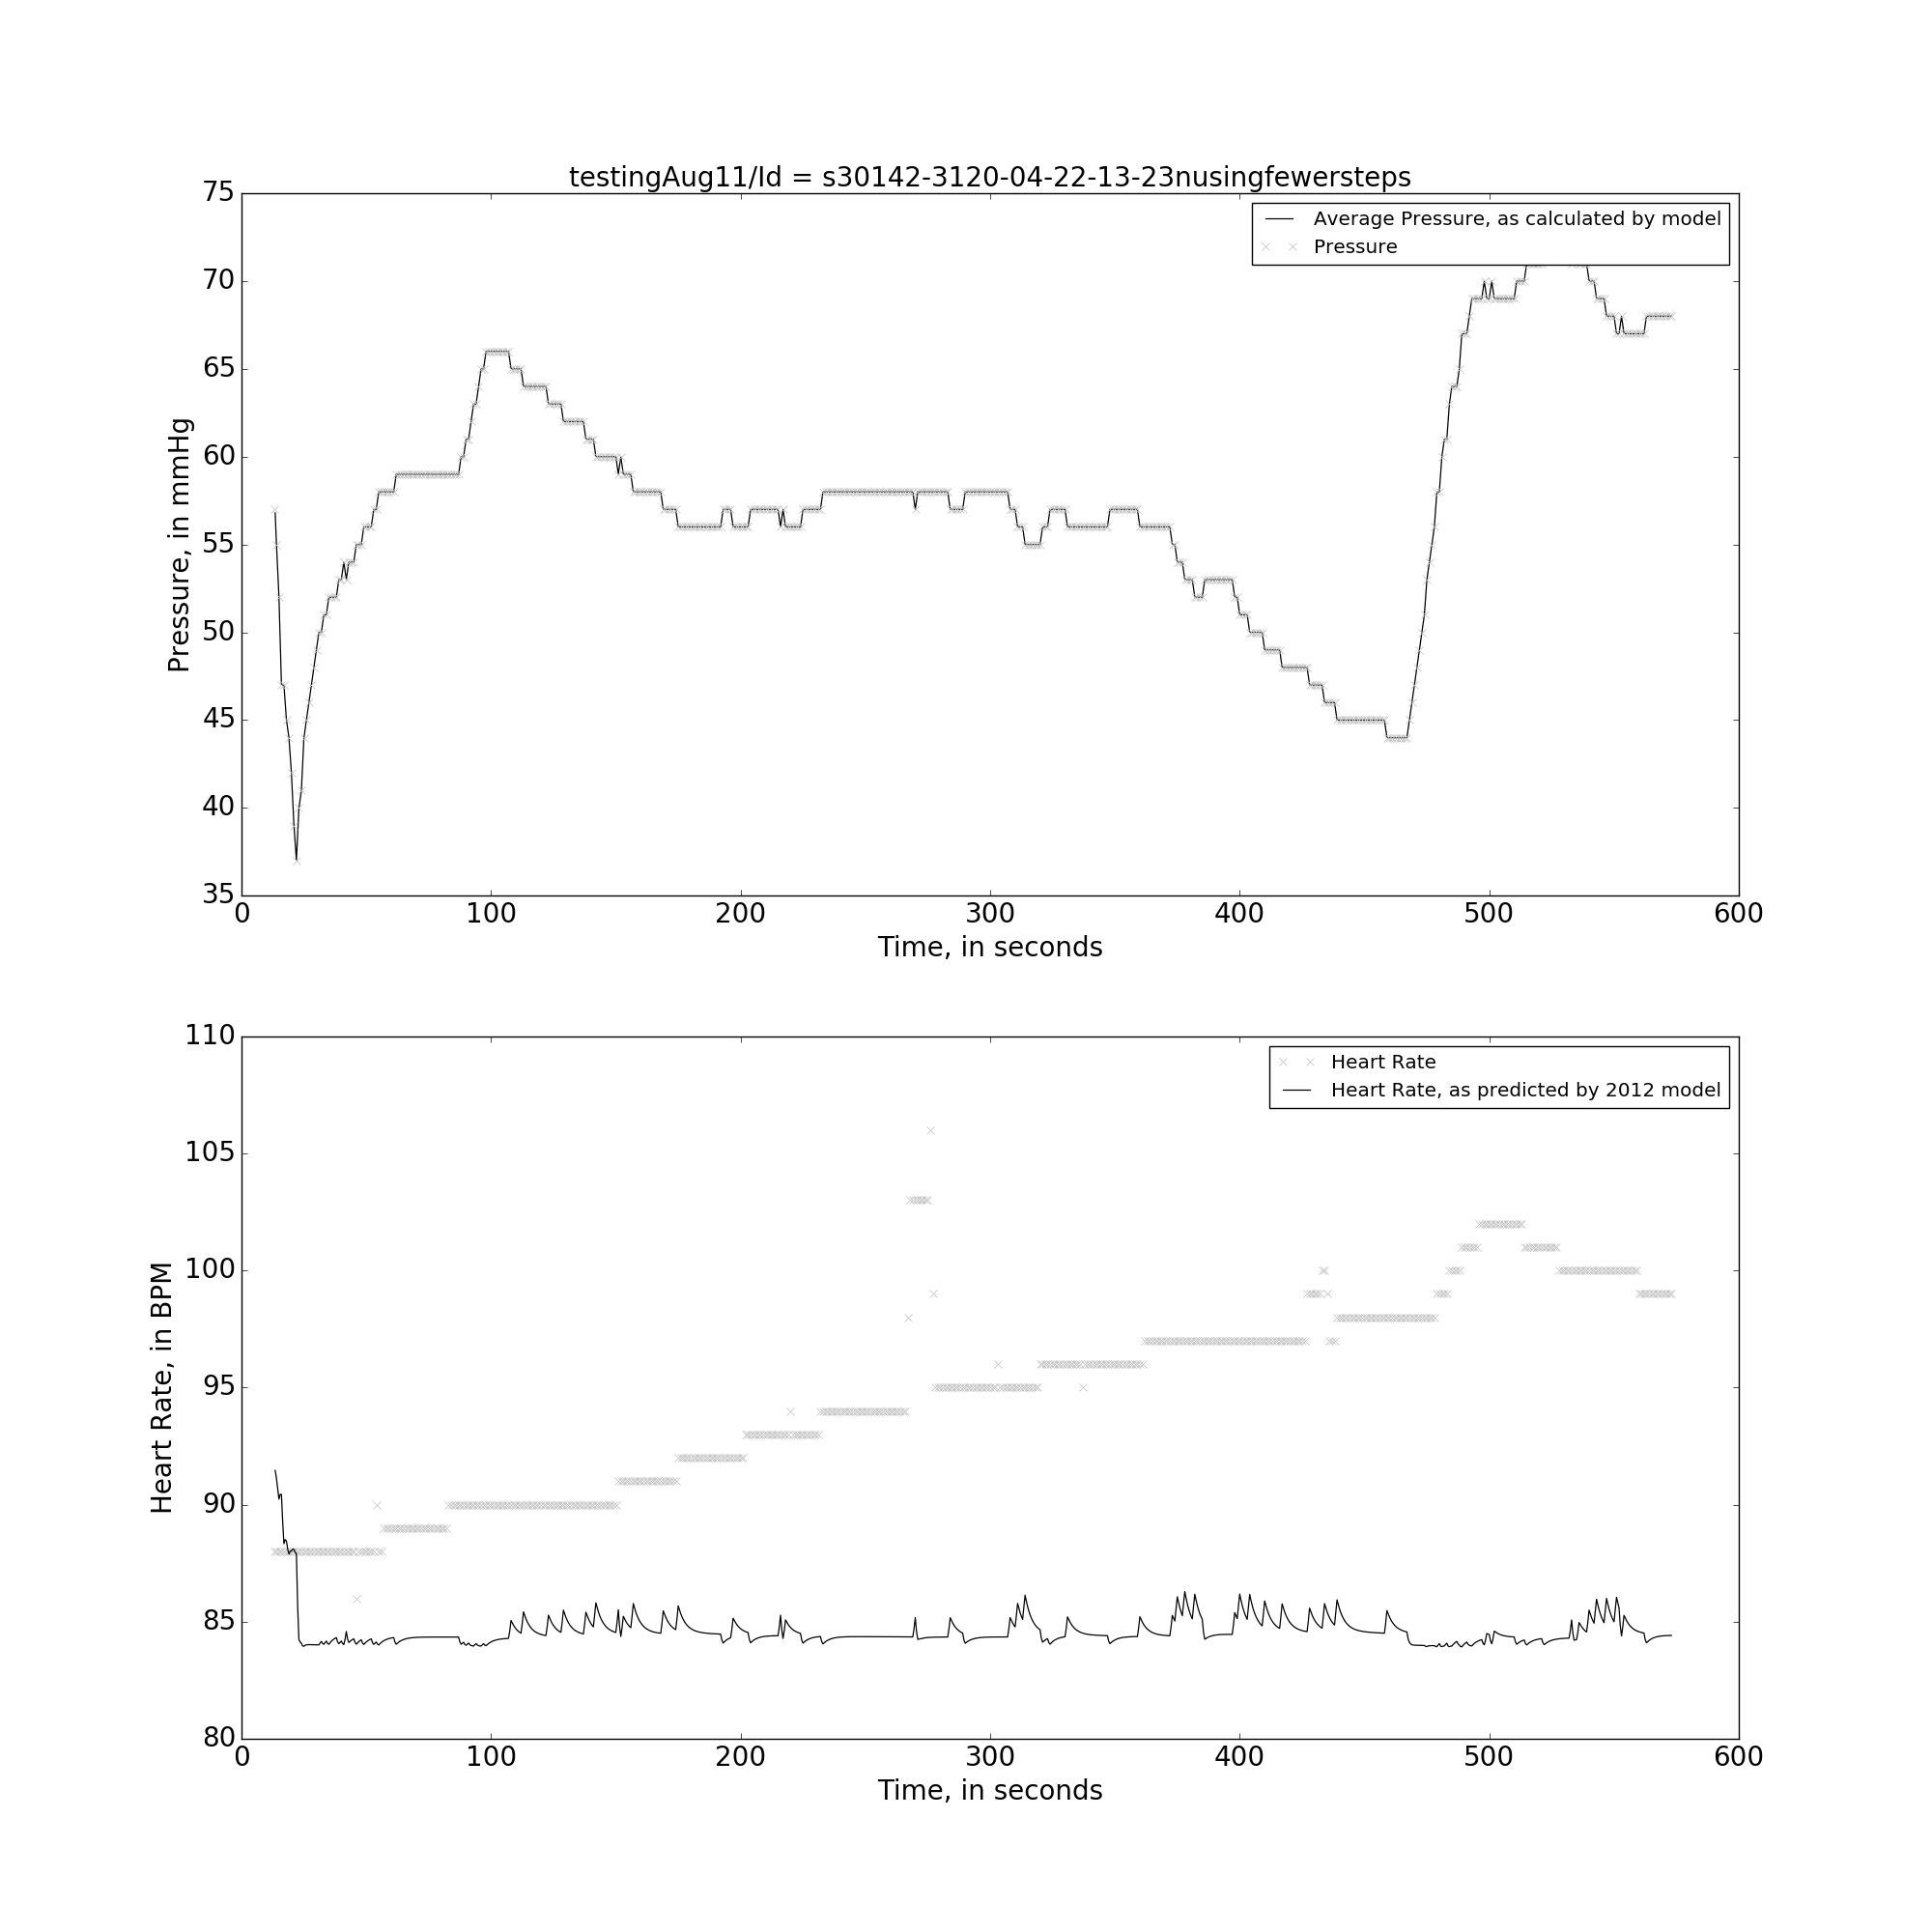 testingAug11/Id = s30142-3120-04-22-13-23nusingfewersteps
75
70
65
60
55
50
45
40
35
Pressure, in mmHg
Average Pressure, as calculated by model
Pressure
0 100 200 300 400 500 600
Time, in seconds
110
105
100
95
90
85
80
Heart Rate, in BPM
Heart Rate
Heart Rate, as predicted by 2012 model
0 100 200 300 400 500 600
Time, in seconds